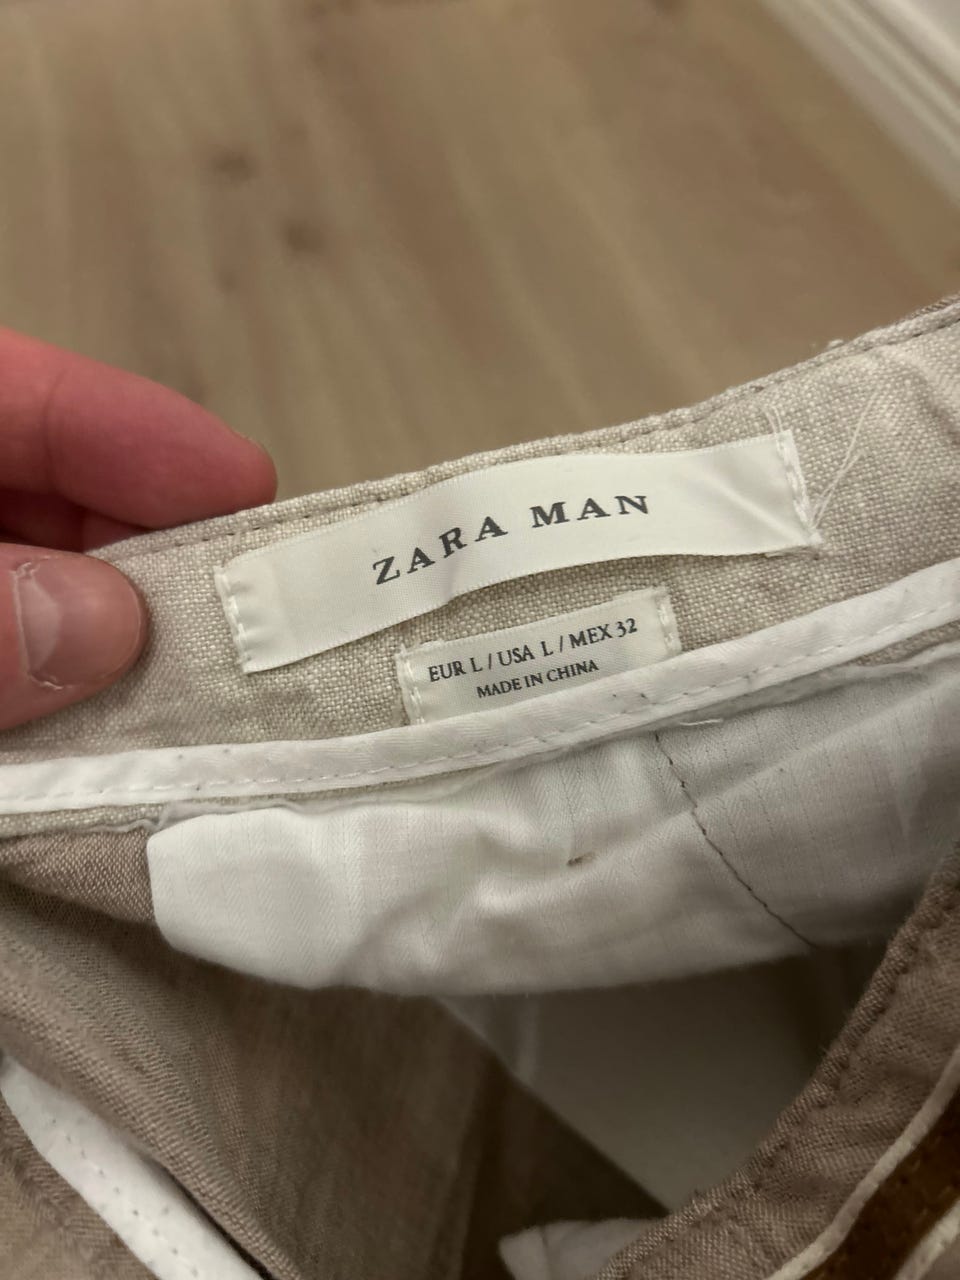 ZARA MAN
EUR L / USA L / MEX 32
MADE IN CHINA